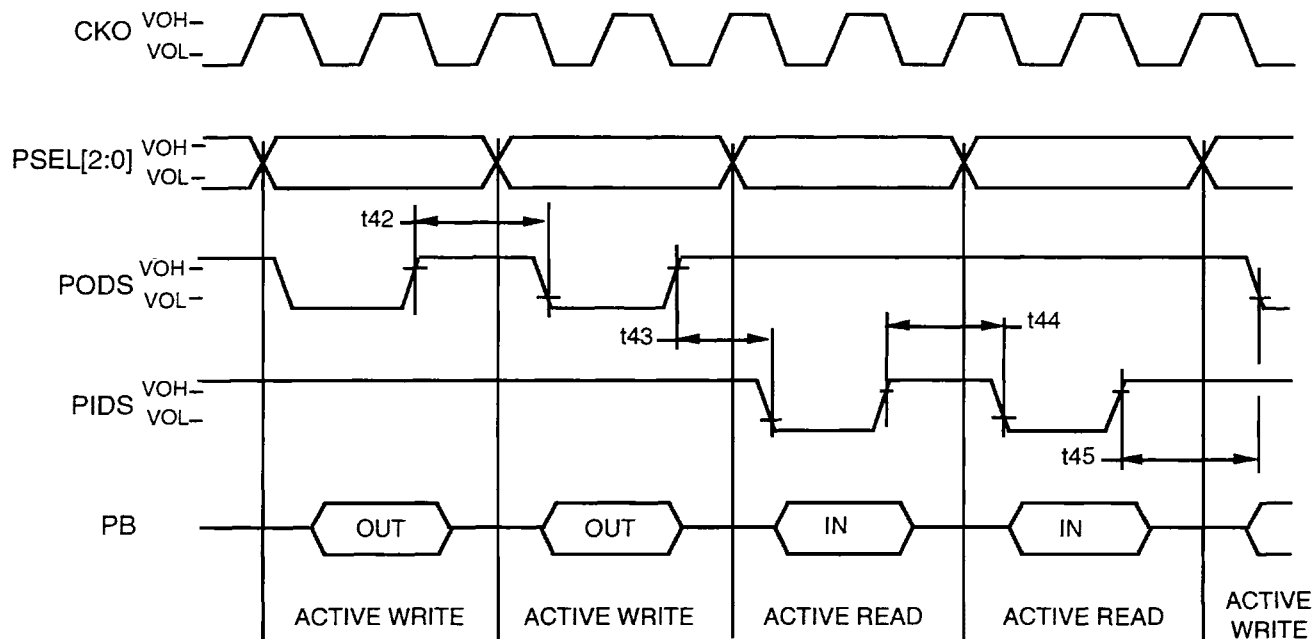 CKO
VOH
VOL
PSEL[2:0]
VOH
VOL
t42
PODS
VOH
VOL
t43
t44
PIDS
VOH
VOL
t45
PB
OUT
OUT
IN
IN
ACTIVE WRITE
ACTIVE WRITE
ACTIVE READ
ACTIVE READ
ACTIVE
WRITE